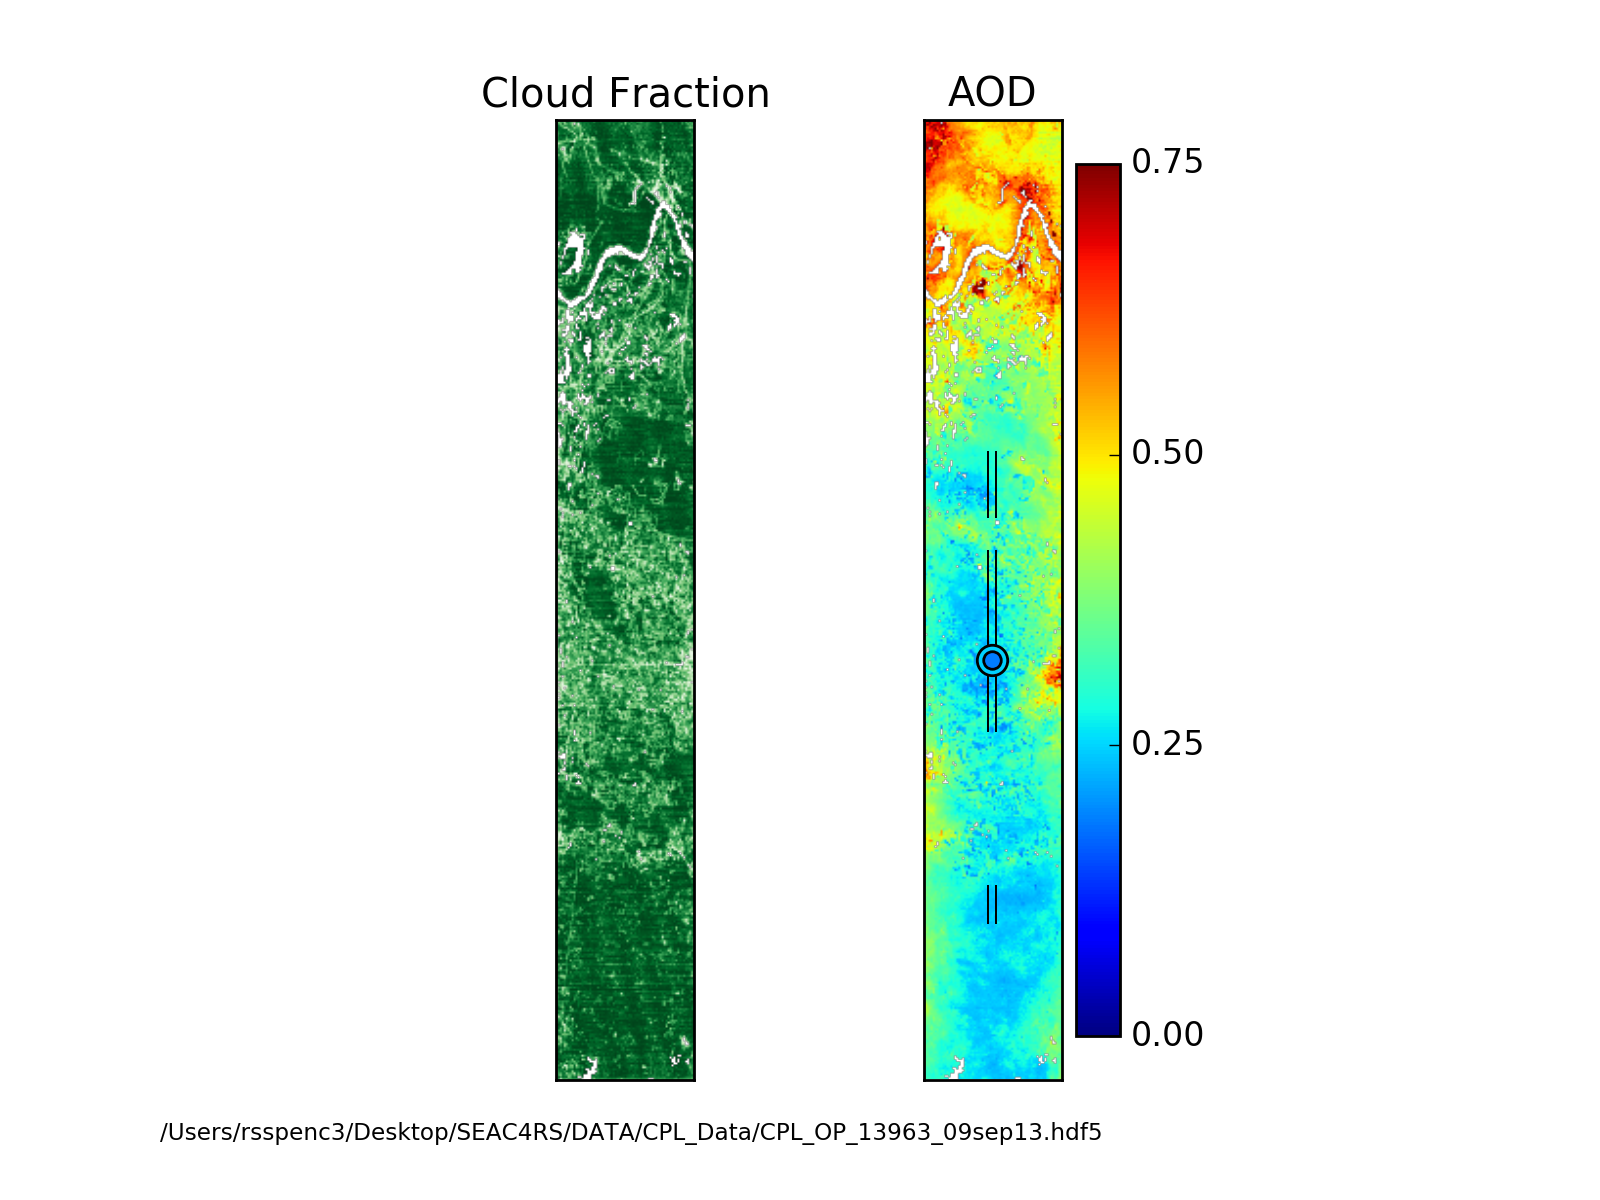 Cloud Fraction
AOD
0.75
0.50
0.25
0.00
/Users/rsspenc3/Desktop/SEAC4RS/DATA/CPL_Data/CPL_OP_13963_09sep13.hdf5